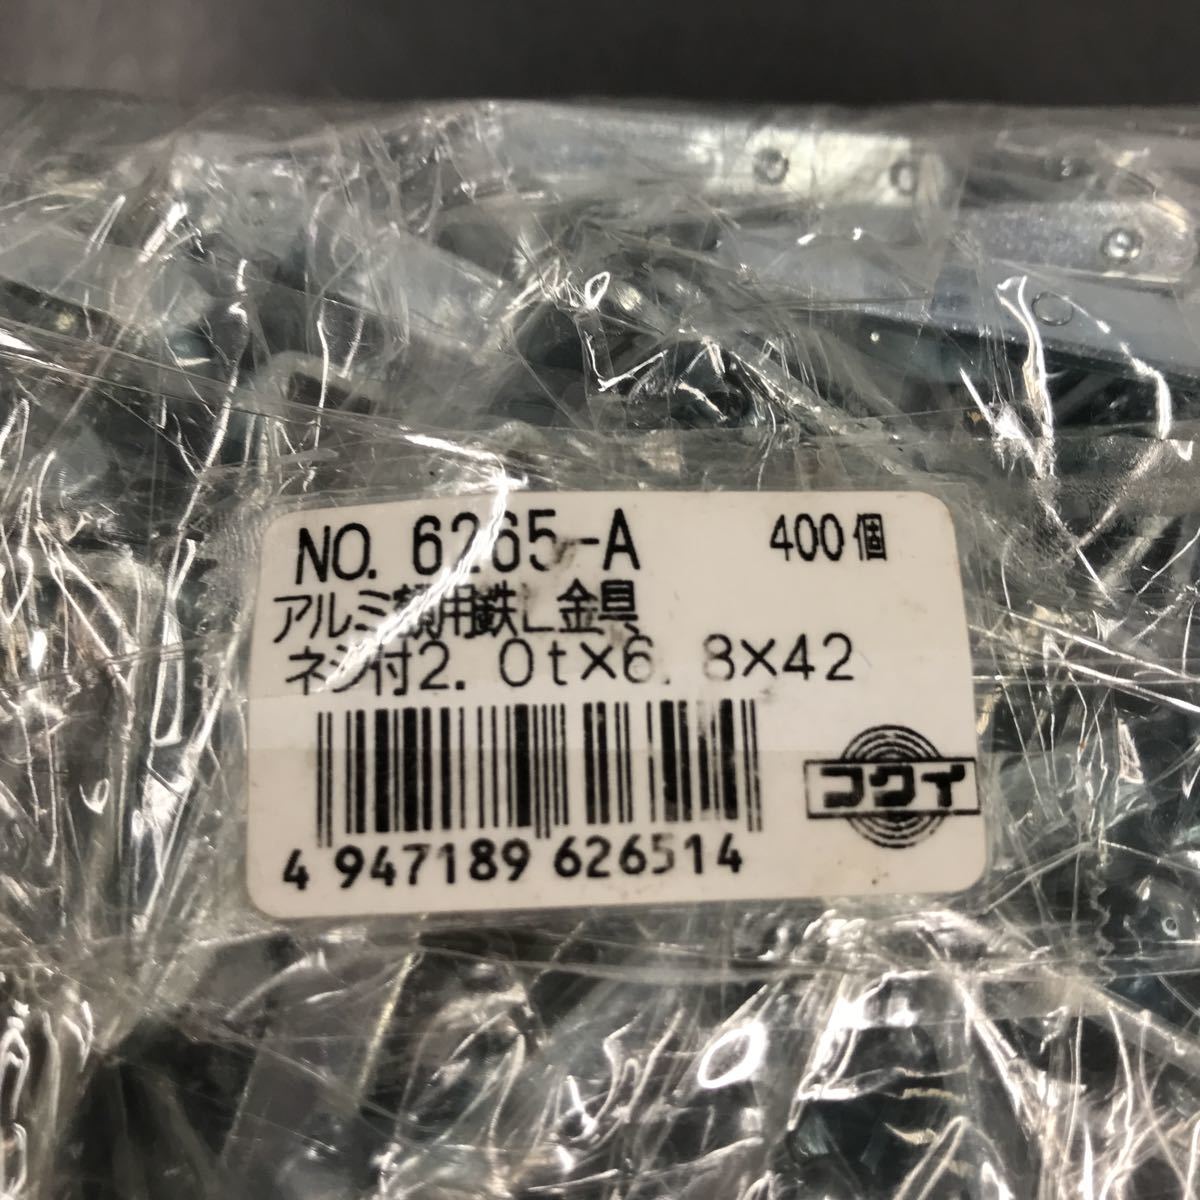 NO. 6265-A 400個
アルミ額用鉄L金具
ネジ付2.0t×6.8×42
コクイ
4 947189 626514